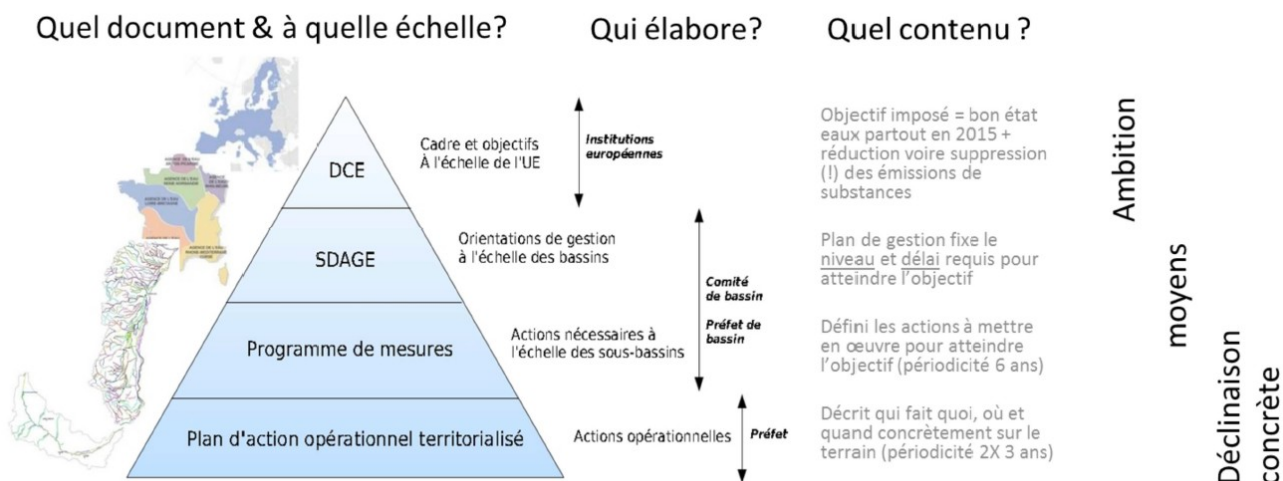 Quel document & à quelle échelle?
Qui élabore?
Quel contenu ?
DCE
Cadre et objectifs
À l'échelle de l'UE
Institutions
européennes
Objectif imposé = bon état
eaux partout en 2015 +
réduction voire suppression
(!) des émissions de
substances
Ambition
SDAGE
Orientations de gestion
à l'échelle des bassins
Comité
de bassin
Préfet de
bassin
Plan de gestion fixe le
niveau et délai requis pour
atteindre l'objectif
moyens
Programme de mesures
Actions nécessaires à
l'échelle des sous-bassins
Défini les actions à mettre
en œuvre pour atteindre
l'objectif (périodicité 6 ans)
Plan d'action opérationnel territorialisé
Actions opérationnelles
Préfet
Décrit qui fait quoi, où et
quand concrètement sur le
terrain (périodicité 2X 3 ans)
Déclinaison
concrète